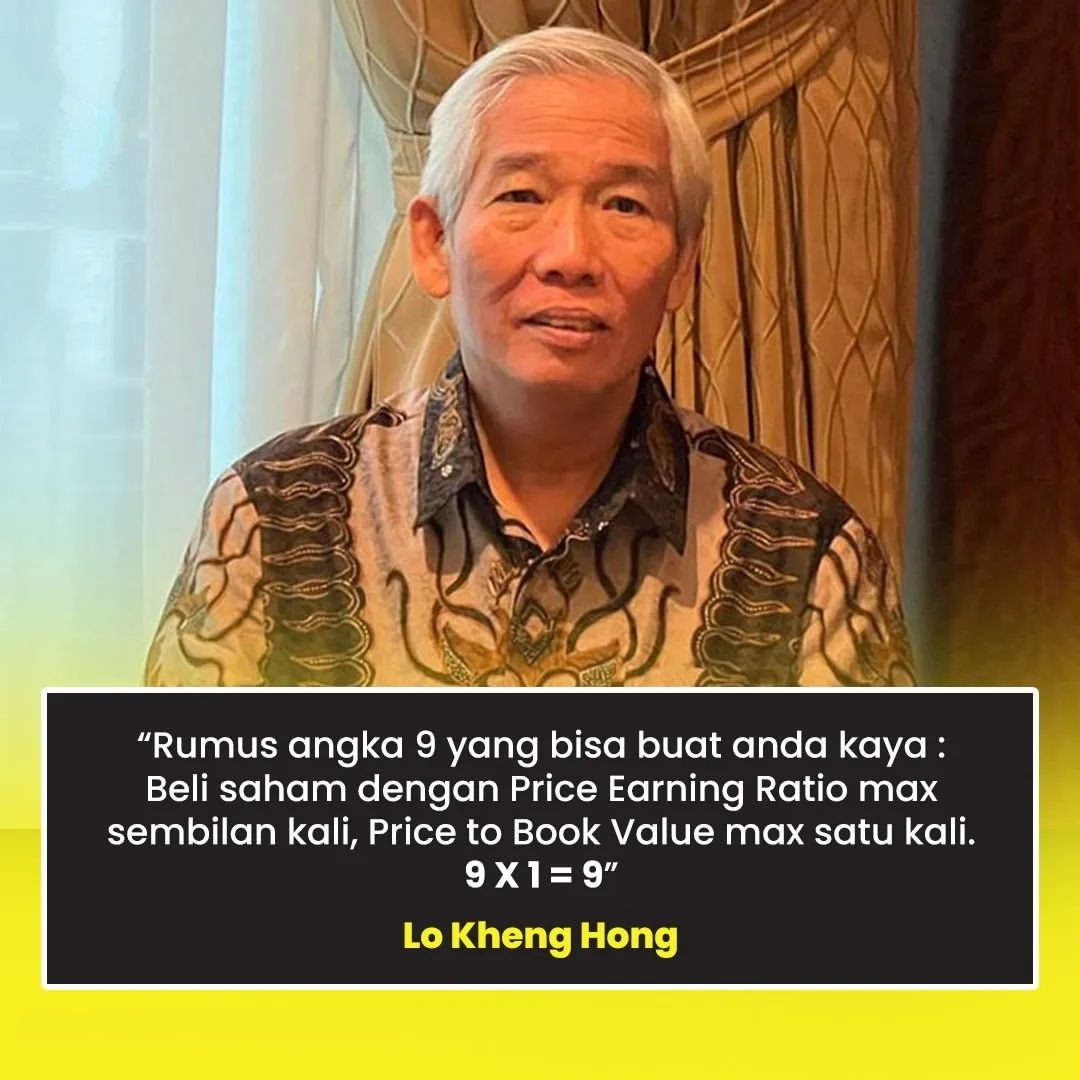 “Rumus angka 9 yang bisa buat anda kaya :
Beli saham dengan Price Earning Ratio max
sembilan kali, Price to Book Value max satu kali.
9 X 1 = 9”
Lo Kheng Hong